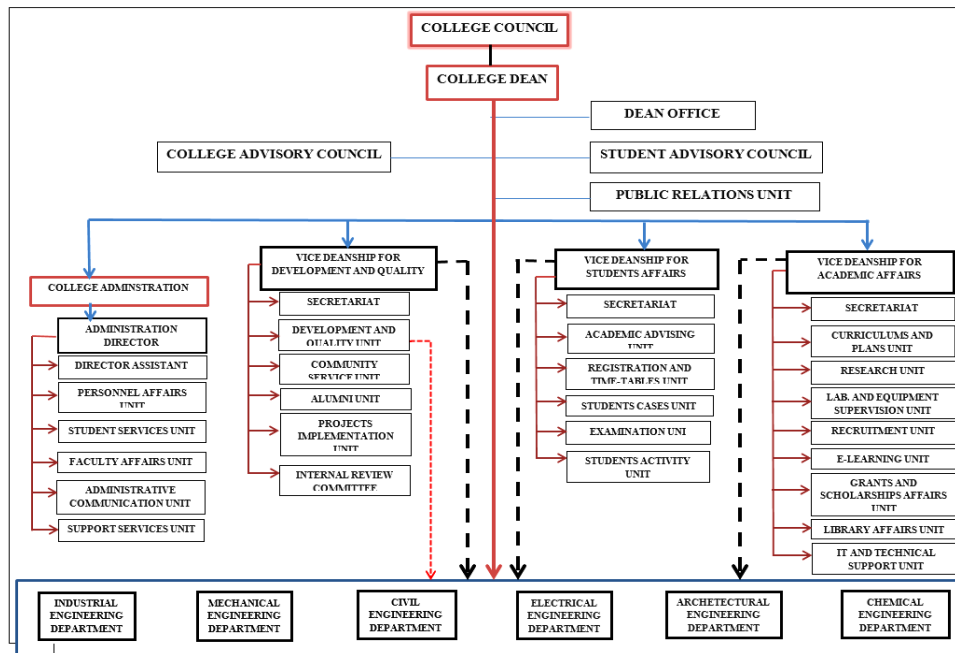 COLLEGE COUNCIL
COLLEGE DEAN
DEAN OFFICE
COLLEGE ADVISORY COUNCIL
STUDENT ADVISORY COUNCIL
PUBLIC RELATIONS UNIT
COLLEGE ADMINSTRATION
ADMINISTRATION
DIRECTOR
DIRECTOR ASSISTANT
PERSONNEL AFFAIRS
UNIT
STUDENT SERVICES UNIT
FACULTY AFFAIRS UNIT
ADMINISTRATIVE
COMMUNICATION UNIT
SUPPORT SERVICES UNIT
VICE DEANSHIP FOR
DEVELOPMENT AND QUALITY
SECRETARIAT
DEVELOPMENT AND
QUALITY UNIT
COMMUNITY
SERVICE UNIT
ALUMNI UNIT
PROJECTS
IMPLEMENTATION
UNIT
INTERNAL REVIEW
COMMITTEE
VICE DEANSHIP FOR
STUDENTS AFFAIRS
SECRETARIAT
ACADEMIC ADVISING
UNIT
REGISTRATION AND
TIME-TABLES UNIT
STUDENTS CASES UNIT
EXAMINATION UNI
STUDENTS ACTIVITY
UNIT
VICE DEANSHIP FOR
ACADEMIC AFFAIRS
SECRETARIAT
CURRICULUMS AND
PLANS UNIT
RESEARCH UNIT
LAB. AND EQUIPMENT
SUPERVISION UNIT
RECRUITMENT UNIT
E-LEARNING UNIT
GRANTS AND
SCHOLARSHIPS AFFAIRS
UNIT
LIBRARY AFFAIRS UNIT
IT AND TECHNICAL
SUPPORT UNIT
INDUSTRIAL
ENGINEERING
DEPARTMENT
MECHANICAL
ENGINEERING
DEPARTMENT
CIVIL
ENGINEERING
DEPARTMENT
ELECTRICAL
ENGINEERING
DEPARTMENT
ARCHETECTURAL
ENGINEERING
DEPARTMENT
CHEMICAL
ENGINEERING
DEPARTMENT